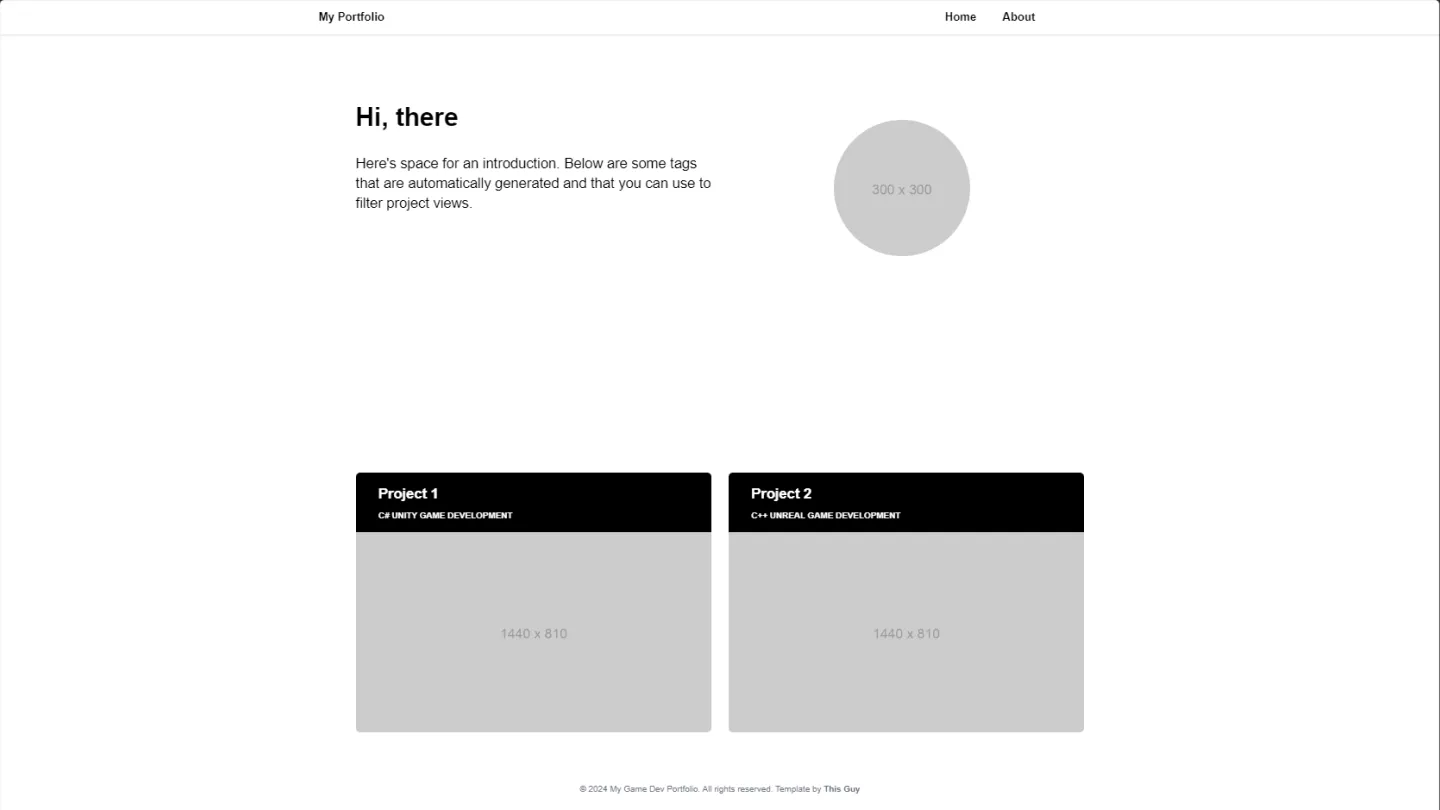 My Portfolio
Home
About
Hi, there
Here's space for an introduction. Below are some tags
that are automatically generated and that you can use to
filter project views.
300 x 300
Project 1
C# UNITY GAME DEVELOPMENT
1440 x 810
Project 2
C++ UNREAL GAME DEVELOPMENT
1440 x 810
© 2024 My Game Dev Portfolio. All rights reserved. Template by This Guy